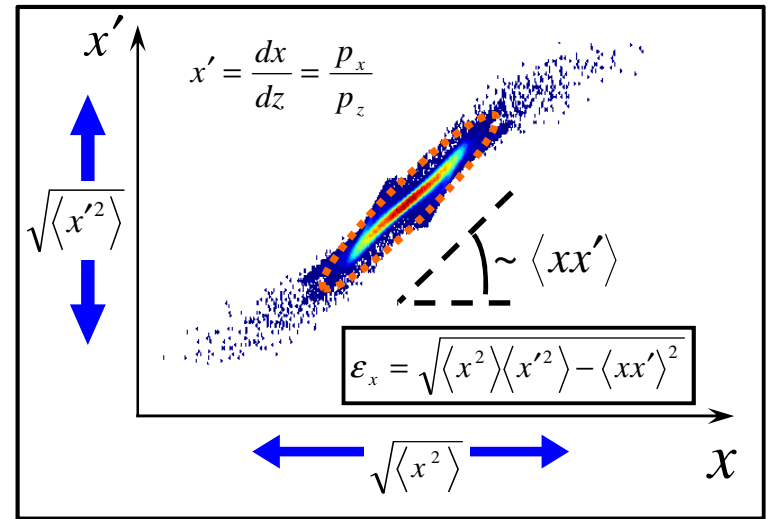 x′
x′ = dx/dz = p_x/p_z
√⟨x′²⟩
~ ⟨xx′⟩
ε_x = √(⟨x²⟩⟨x′²⟩ − ⟨xx′⟩²)
√⟨x²⟩
x